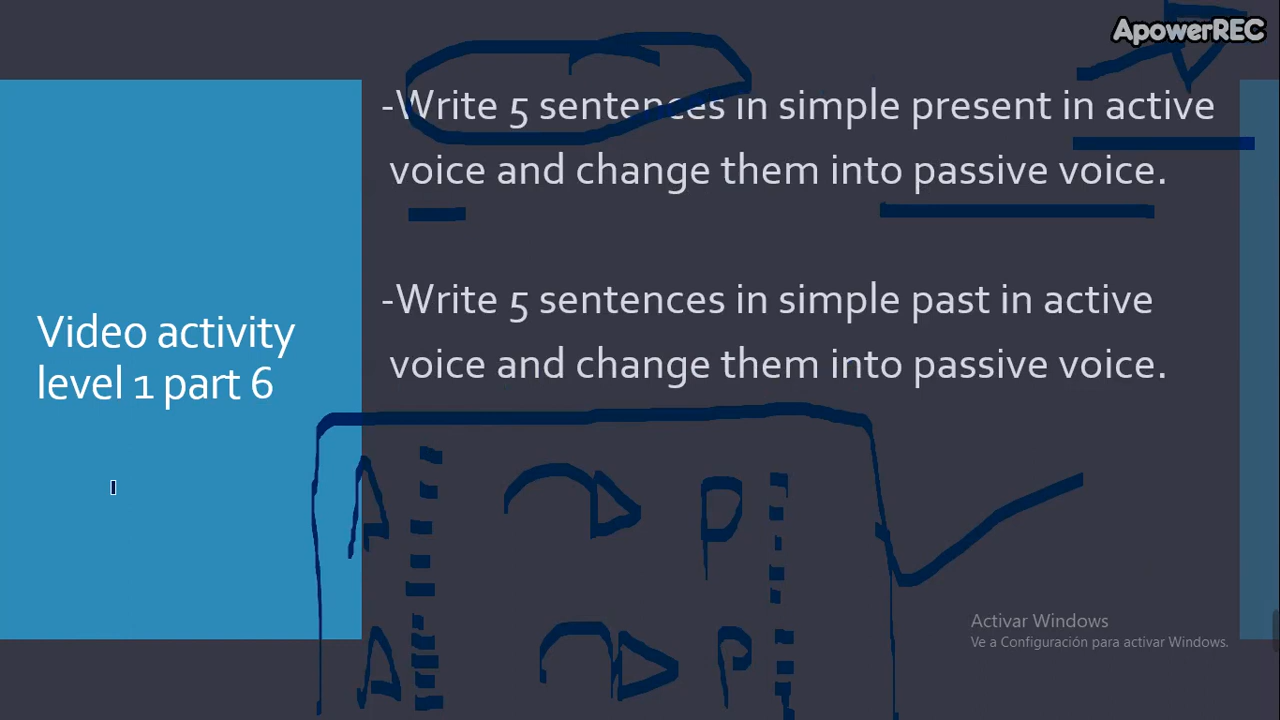 ApowerREC
-Write 5 sentences in simple present in active
voice and change them into passive voice.
-Write 5 sentences in simple past in active
voice and change them into passive voice.
Video activity
level 1 part 6
A P
A P
Activar Windows
Ve a Configuración para activar Windows.